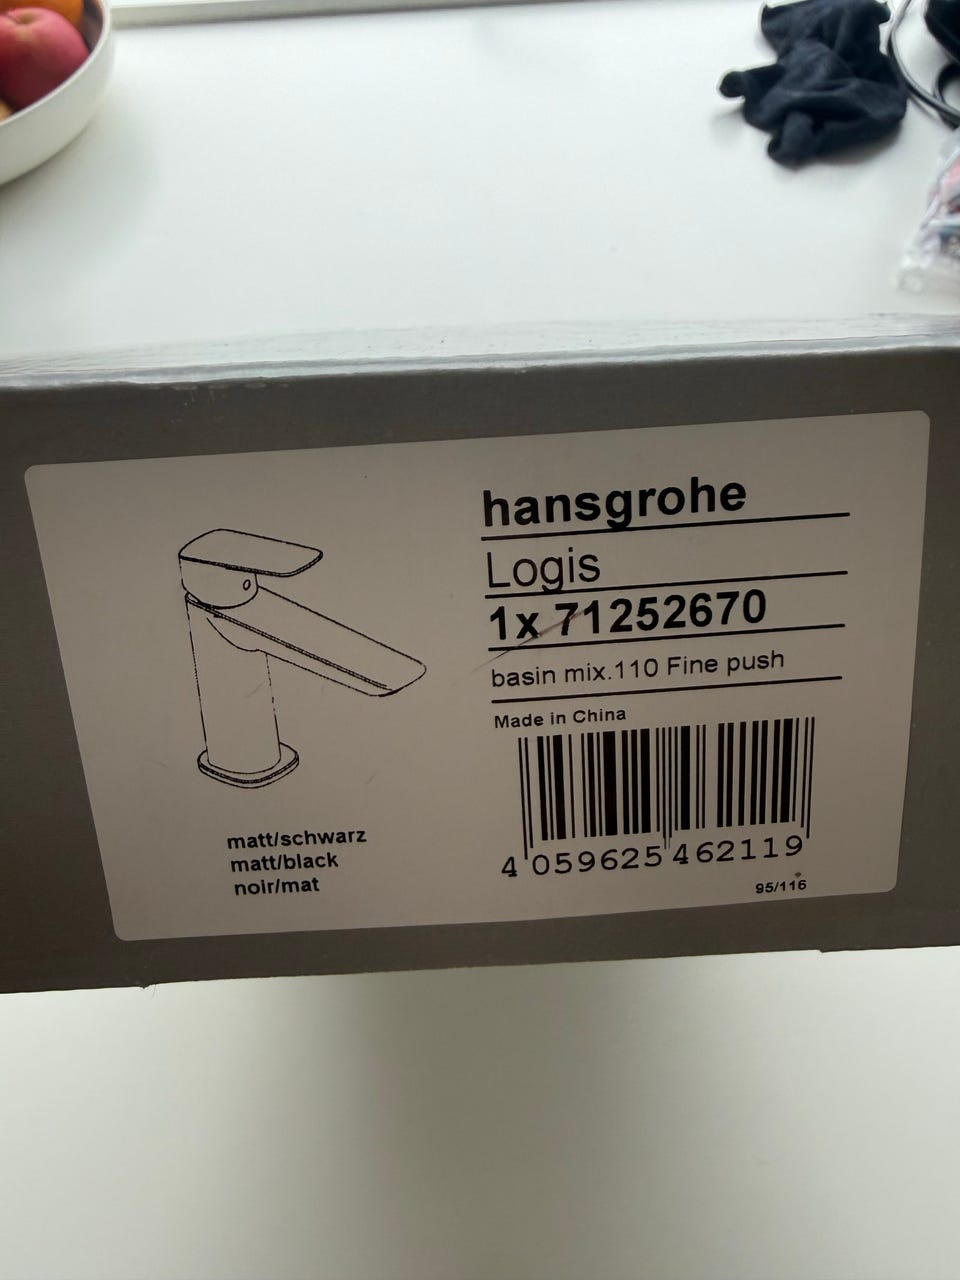 hansgrohe
Logis
1x 71252670
basin mix.110 Fine push
Made in China
4 059625 462119
95/116
matt/schwarz
matt/black
noir/mat